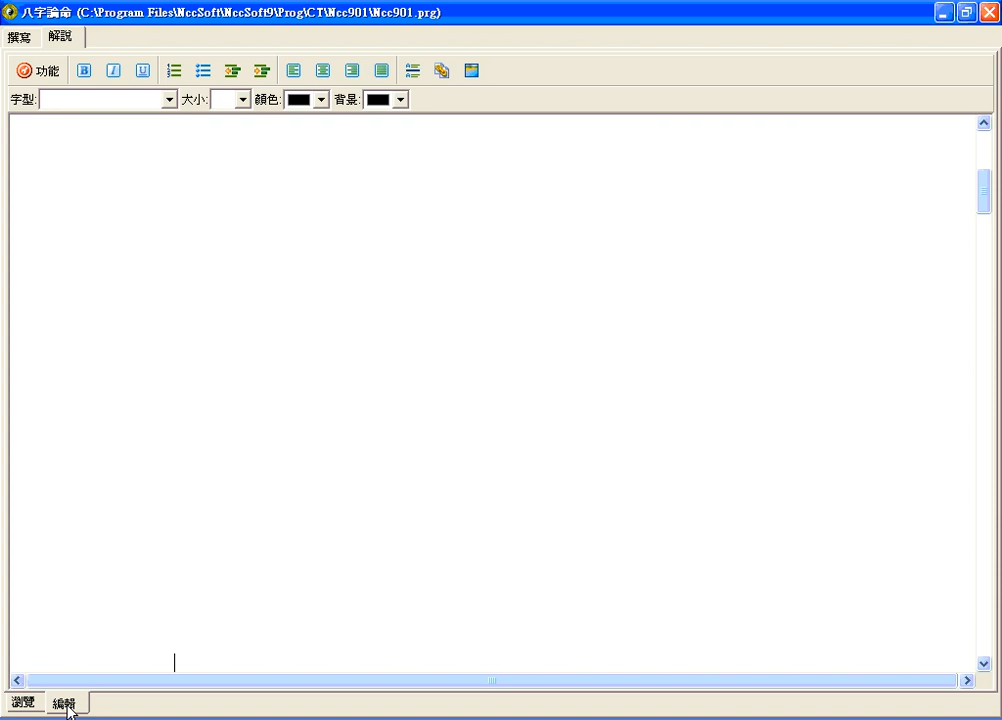 八字論命 (C:\Program Files\NccSoft\NccSoft9\Prog\CT\Ncc901\Ncc901.prg)
撰寫 解說
功能 B I U
字型: 大小: 顏色: 背景:
瀏覽 編輯